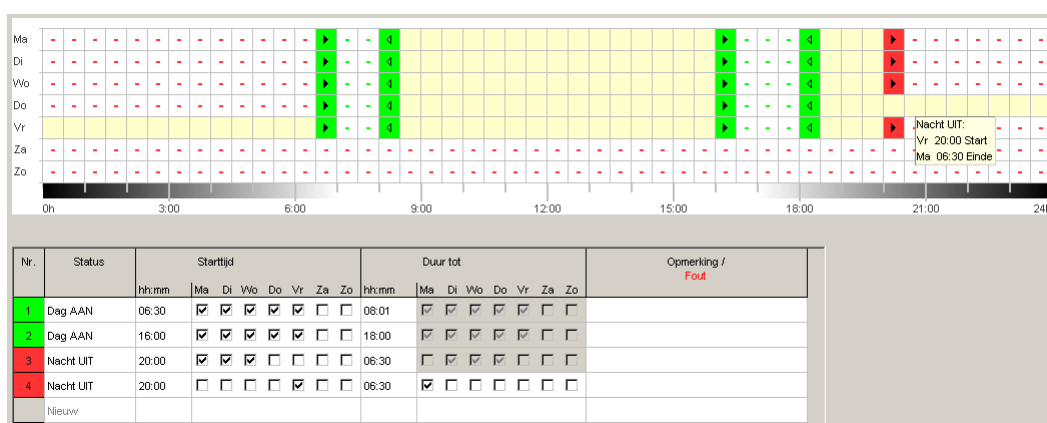 Ma
Di
Wo
Do
Vr
Za
Zo
Nacht UIT:
Vr 20:00 Start
Ma 06:30 Einde
0h 3:00 6:00 9:00 12:00 15:00 18:00 21:00 24
Nr. Status Starttijd Duur tot Opmerking /
Fout
hh:mm Ma Di Wo Do Vr Za Zo hh:mm Ma Di Wo Do Vr Za Zo
1 Dag AAN 06:30 08:01
2 Dag AAN 16:00 18:00
3 Nacht UIT 20:00 06:30
4 Nacht UIT 20:00 06:30
Nieuw